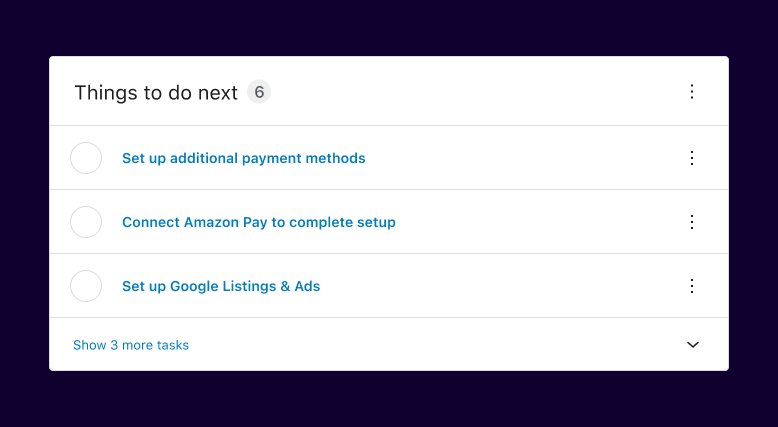 Things to do next 6
Set up additional payment methods
Connect Amazon Pay to complete setup
Set up Google Listings & Ads
Show 3 more tasks